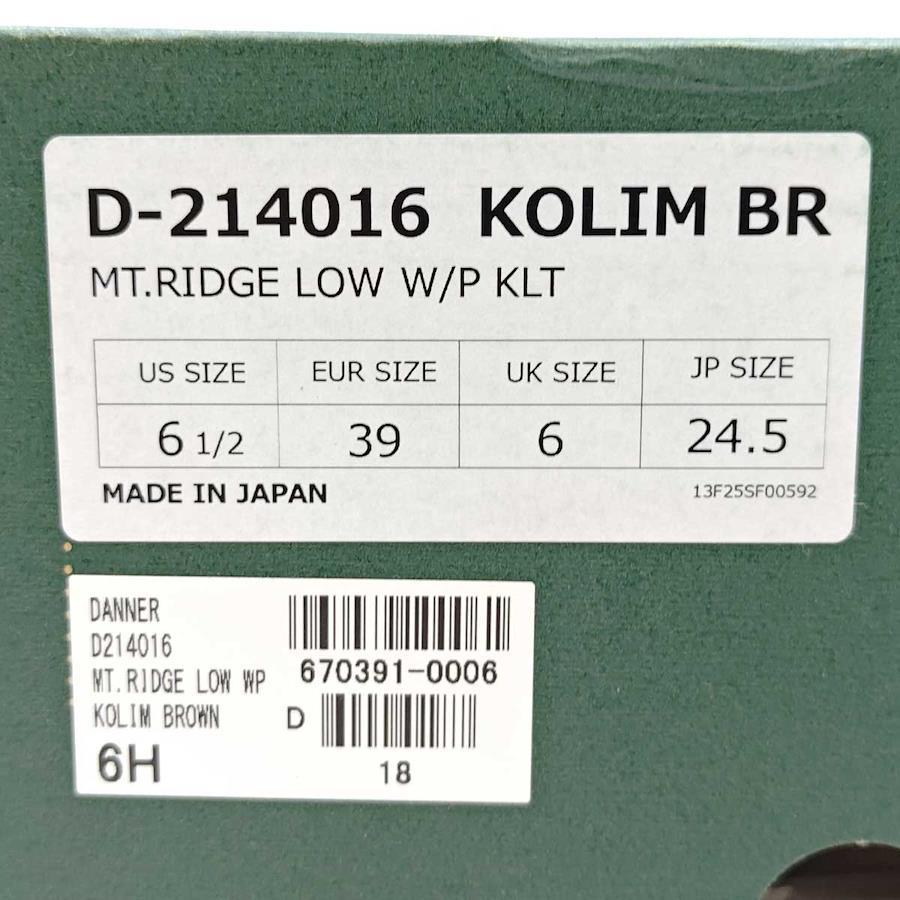 D-214016 KOLIM BR
MT.RIDGE LOW W/P KLT
US SIZE EUR SIZE UK SIZE JP SIZE
6 1/2 39 6 24.5
MADE IN JAPAN 13F25SF00592
DANNER
D214016
MT.RIDGE LOW WP 670391-0006
KOLIM BROWN D
6H 18